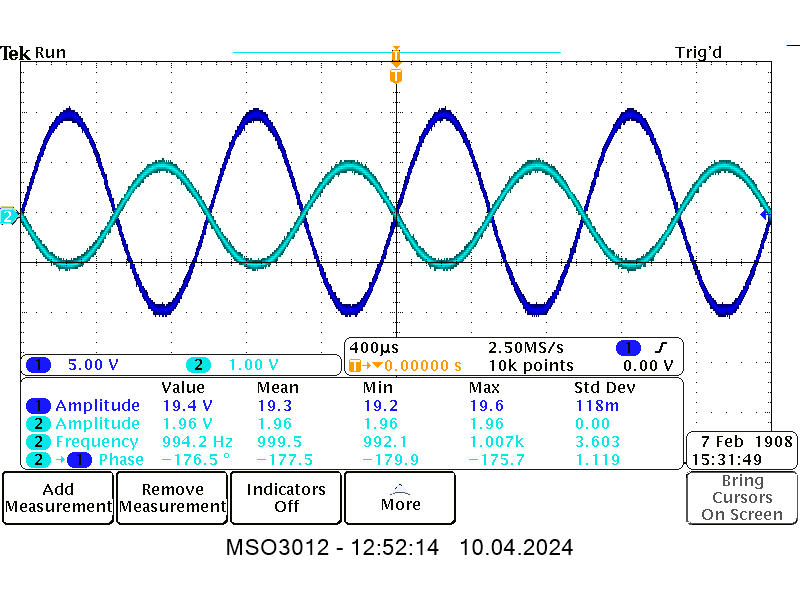 Tek Run Trig'd
T
T
2
400µs 2.50MS/s 1
1 5.00 V 2 1.00 V T→▼0.00000 s 10k points 0.00 V
Value Mean Min Max Std Dev
1 Amplitude 19.4 V 19.3 19.2 19.6 118m
2 Amplitude 1.96 V 1.96 1.96 1.96 0.00
2 Frequency 994.2 Hz 999.5 992.1 1.007k 3.603
2 → 1 Phase −176.5 ° −177.5 −179.9 −175.7 1.119
7 Feb 1908
15:31:49
Add Measurement
Remove Measurement
Indicators Off
More
Bring Cursors On Screen
MSO3012 - 12:52:14 10.04.2024